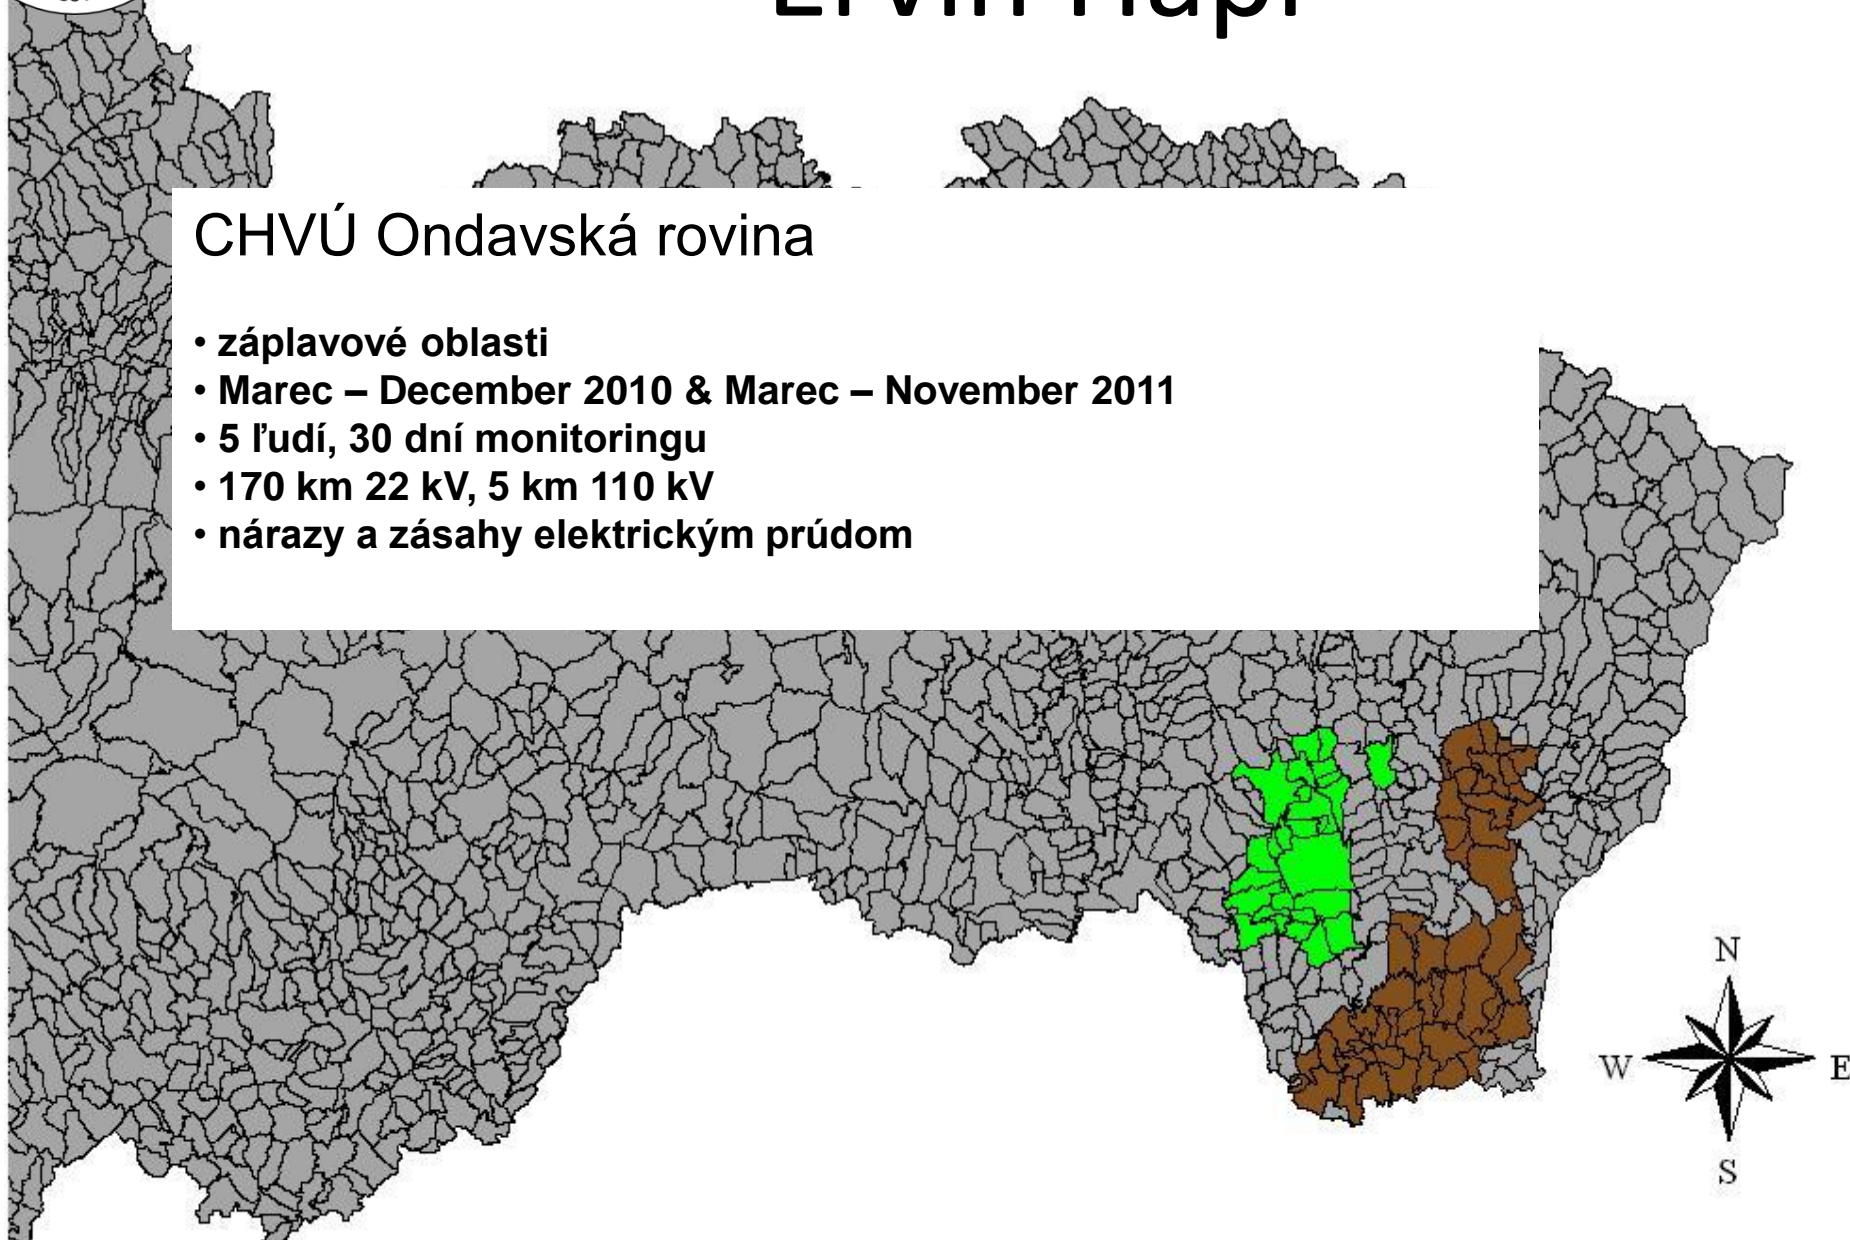 CHVÚ Ondavská rovina
• záplavové oblasti
• Marec – December 2010 & Marec – November 2011
• 5 ľudí, 30 dní monitoringu
• 170 km 22 kV, 5 km 110 kV
• nárazy a zásahy elektrickým prúdom
N
W
E
S